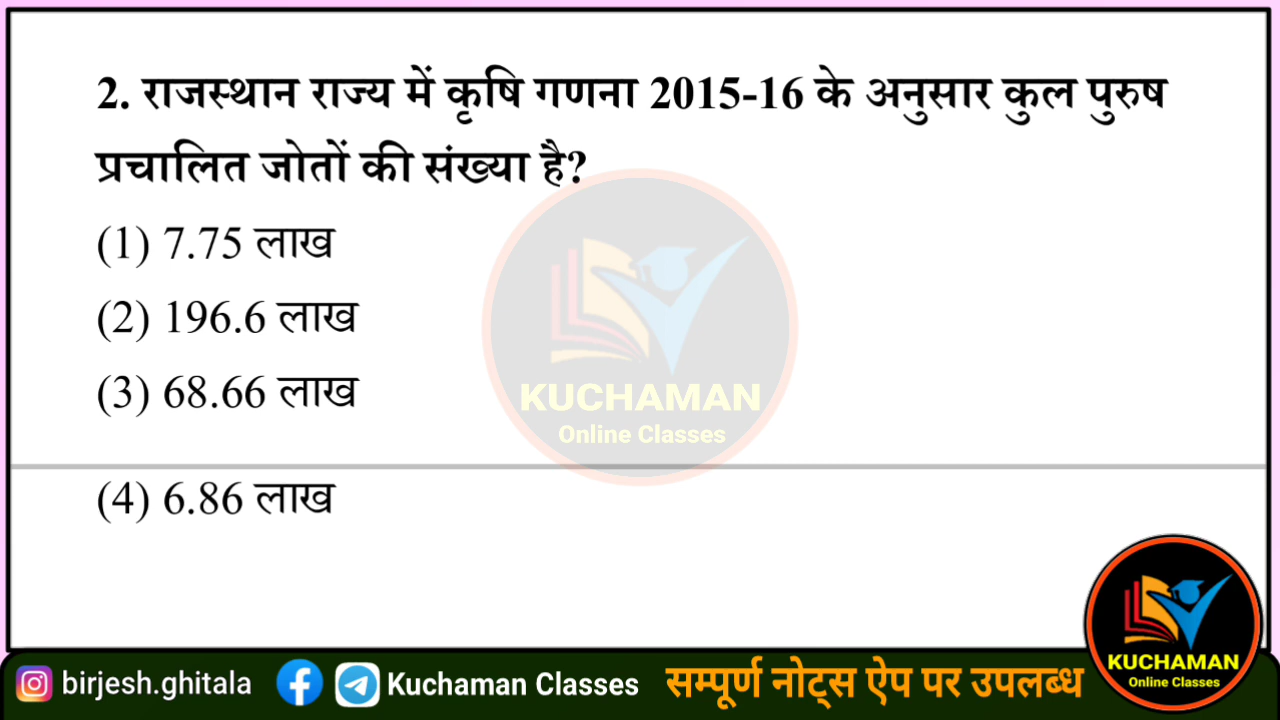 2. राजस्थान राज्य में कृषि गणना 2015-16 के अनुसार कुल पुरुष
प्रचालित जोतों की संख्या है?
(1) 7.75 लाख
(2) 196.6 लाख
(3) 68.66 लाख
KUCHAMAN
Online Classes
(4) 6.86 लाख
KUCHAMAN
Online Classes
birjesh.ghitala
Kuchaman Classes
सम्पूर्ण नोट्स ऐप पर उपलब्ध